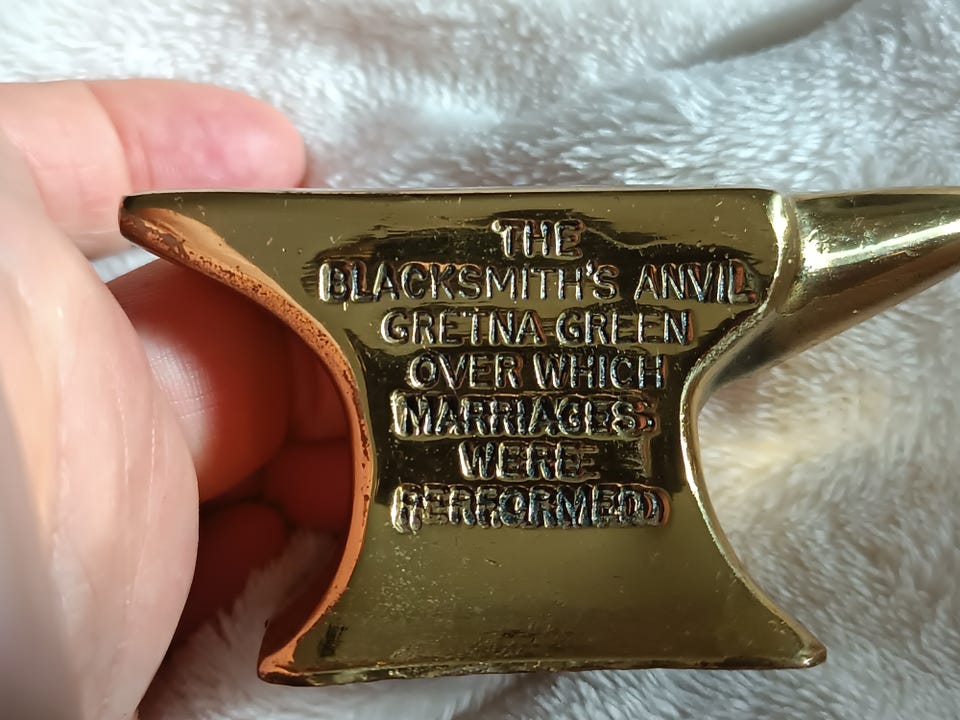 THE
BLACKSMITH'S ANVIL
GRETNA-GREEN
OVER WHICH
MARRIAGES
WERE
PERFORMED